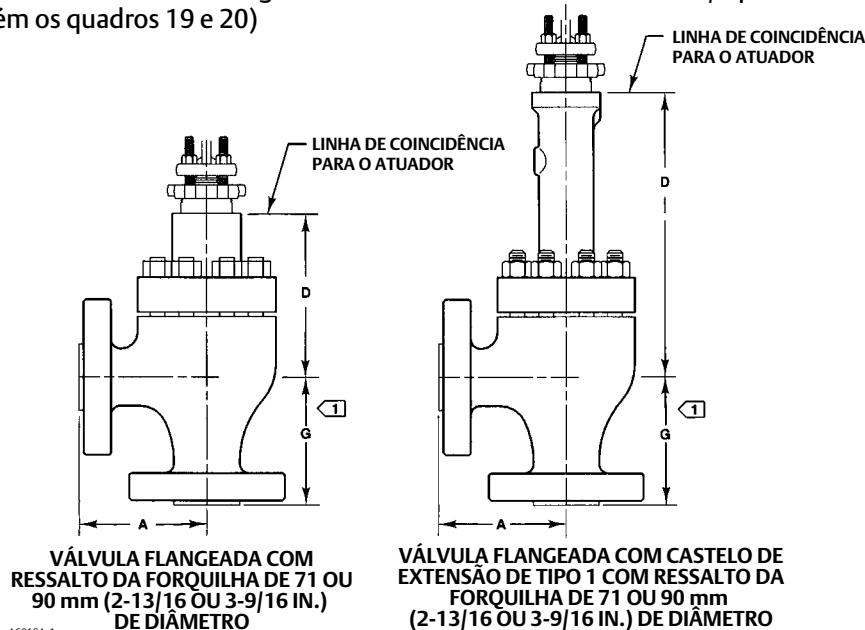 ém os quadros 19 e 20)
LINHA DE COINCIDÊNCIA
PARA O ATUADOR
D
1
G
A
VÁLVULA FLANGEADA COM
RESSALTO DA FORQUILHA DE 71 OU
90 mm (2-13/16 OU 3-9/16 IN.)
DE DIÂMETRO
LINHA DE COINCIDÊNCIA
PARA O ATUADOR
D
1
G
A
VÁLVULA FLANGEADA COM CASTELO DE
EXTENSÃO DE TIPO 1 COM RESSALTO DA
FORQUILHA DE 71 OU 90 mm
(2-13/16 OU 3-9/16 IN.) DE DIÂMETRO